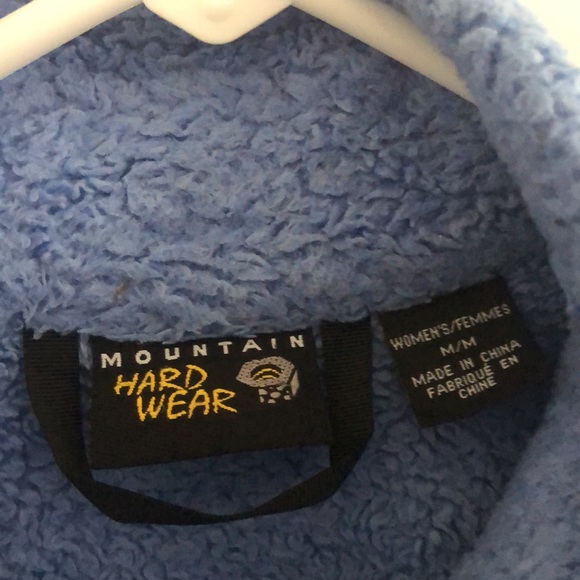 MOUNTAIN
HARD
WEAR
WOMEN'S/FEMMES
M/M
MADE IN CHINA
FABRIQUÉ EN
CHINE